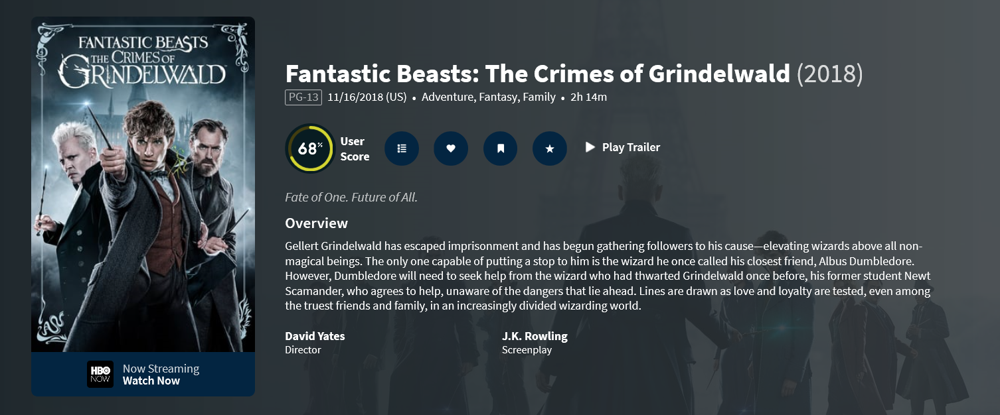 FANTASTIC BEASTS
THE CRIMES OF
GRINDELWALD
HBO
NOW
Now Streaming
Watch Now
Fantastic Beasts: The Crimes of Grindelwald (2018)
PG-13 11/16/2018 (US) • Adventure, Fantasy, Family • 2h 14m
68%
User
Score
Play Trailer
Fate of One. Future of All.
Overview
Gellert Grindelwald has escaped imprisonment and has begun gathering followers to his cause—elevating wizards above all non-
magical beings. The only one capable of putting a stop to him is the wizard he once called his closest friend, Albus Dumbledore.
However, Dumbledore will need to seek help from the wizard who had thwarted Grindelwald once before, his former student Newt
Scamander, who agrees to help, unaware of the dangers that lie ahead. Lines are drawn as love and loyalty are tested, even among
the truest friends and family, in an increasingly divided wizarding world.
David Yates
Director
J.K. Rowling
Screenplay